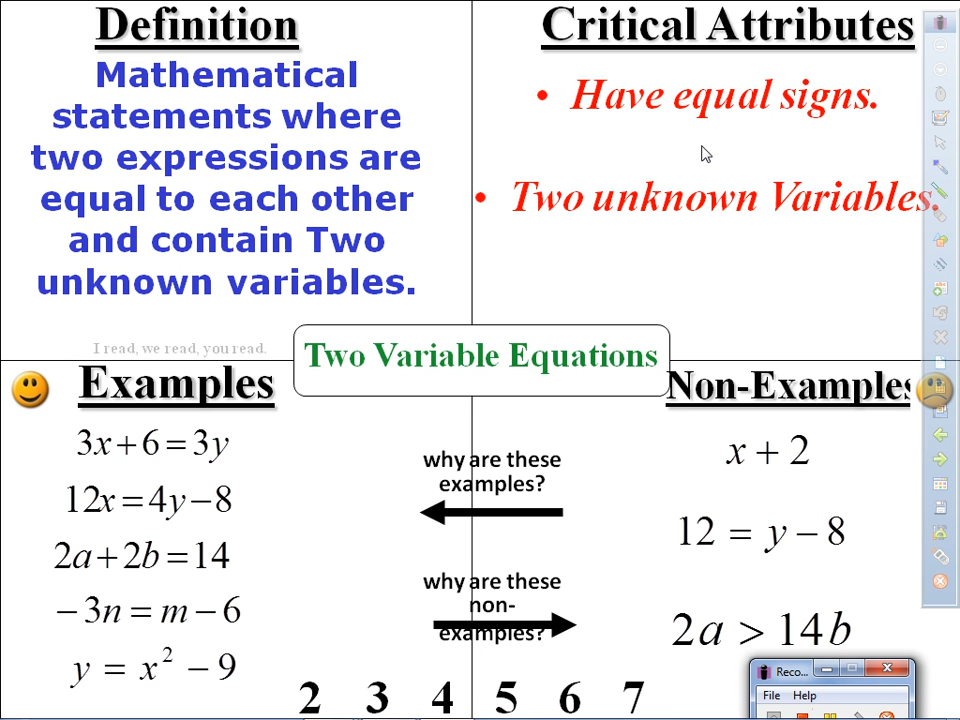 Definition
Mathematical
statements where
two expressions are
equal to each other
and contain Two
unknown variables.
I read, we read, you read.
Critical Attributes
• Have equal signs.
• Two unknown Variables.
Two Variable Equations
Examples
3x + 6 = 3y
12x = 4y − 8
2a + 2b = 14
− 3n = m − 6
y = x² − 9
why are these
examples?
why are these
non-
examples?
Non-Examples
x + 2
12 = y − 8
2a > 14b
2 3 4 5 6 7
Reco...
File Help